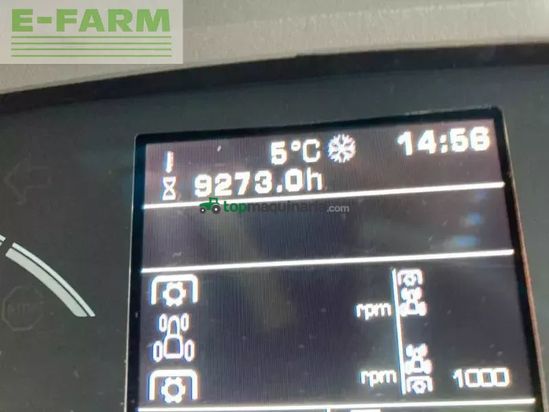 E-FARM
5°C 14:56
9273.0h
topmaquinaria.com
rpm
rpm 1000